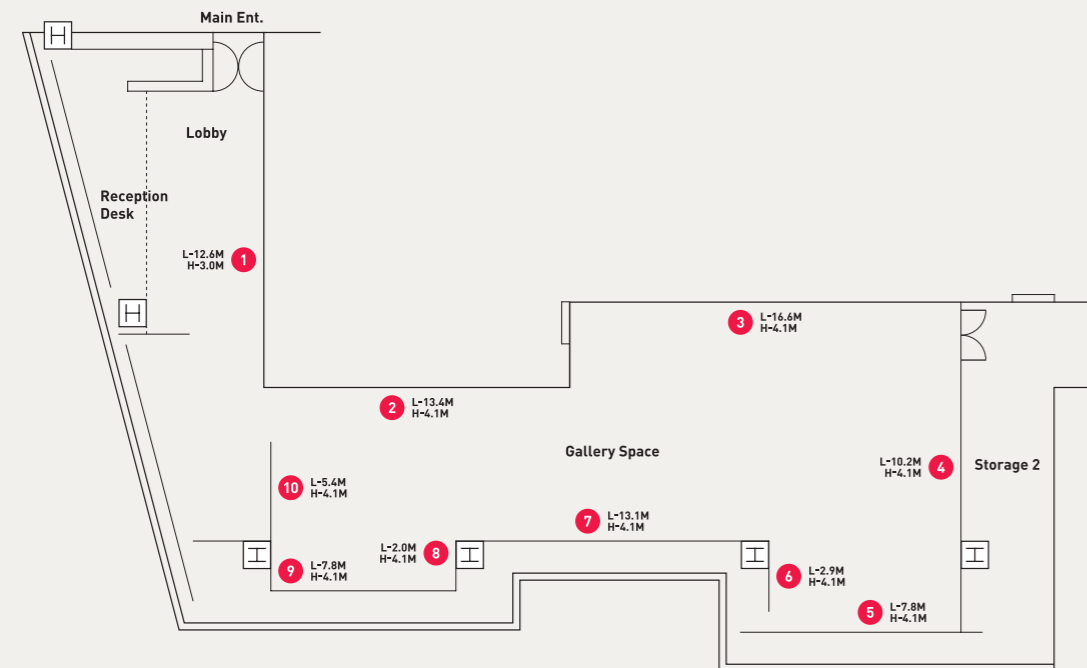 Main Ent.
Lobby
Reception
Desk
L-12.6M
H-3.0M
1
3
L-16.6M
H-4.1M
2
L-13.4M
H-4.1M
Gallery Space
L-10.2M
H-4.1M
4
Storage 2
10
L-5.4M
H-4.1M
7
L-13.1M
H-4.1M
L-2.0M
H-4.1M
8
9
L-7.8M
H-4.1M
6
L-2.9M
H-4.1M
5
L-7.8M
H-4.1M